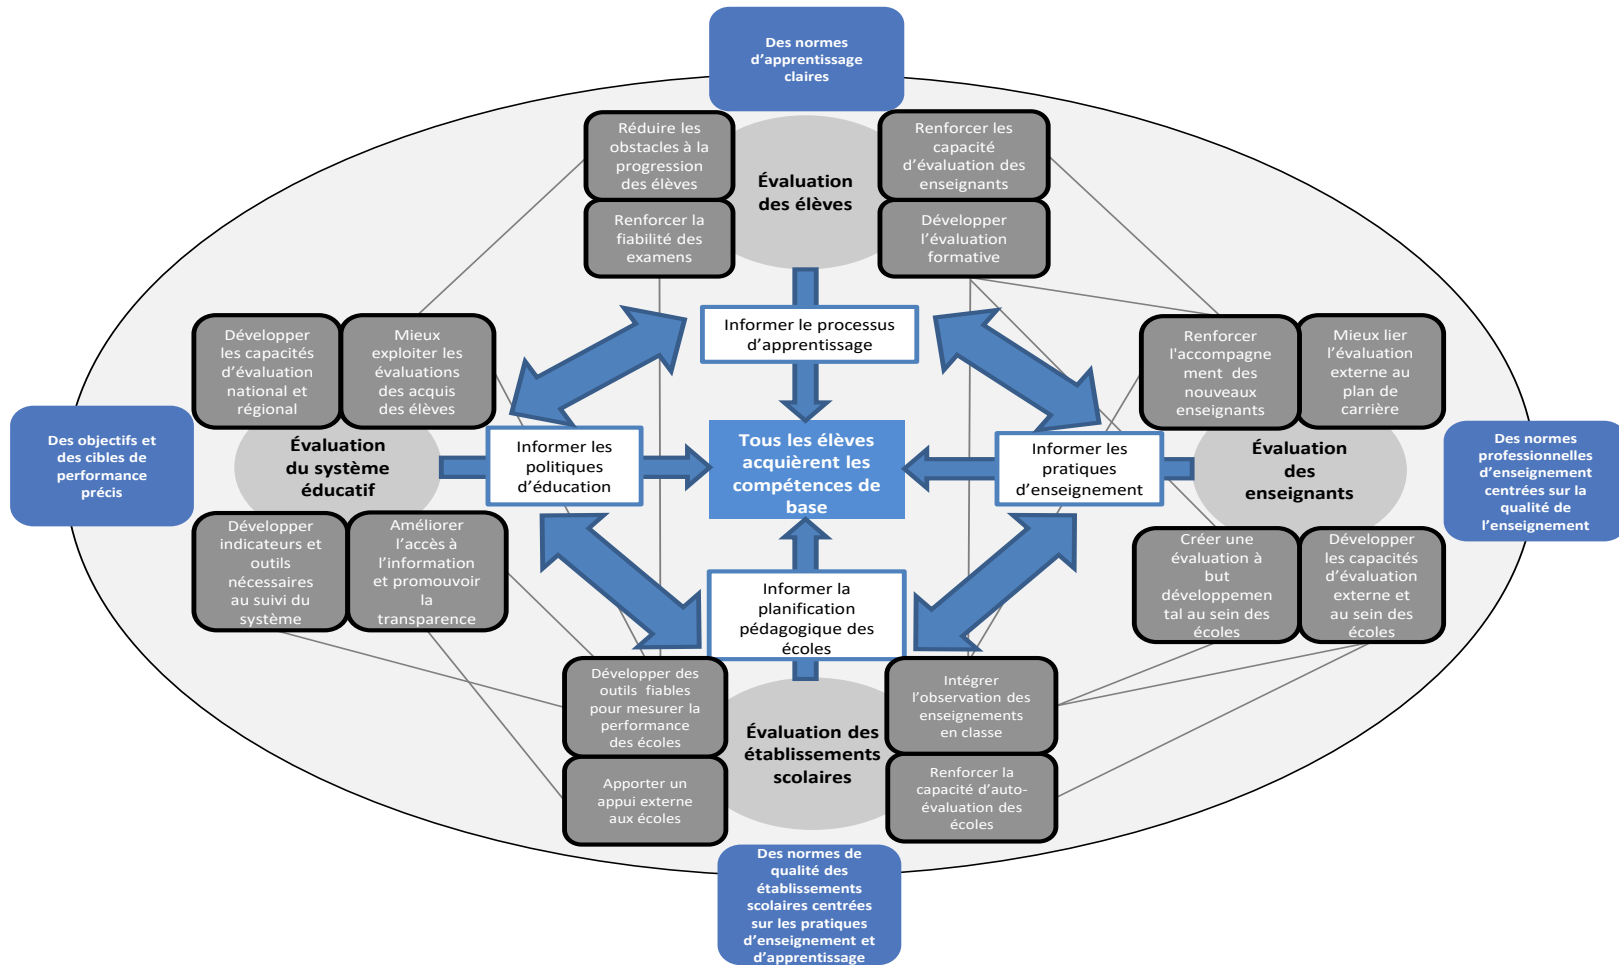 Des normes
d'apprentissage
claires
Réduire les
obstacles à la
progression
des élèves
Renforcer les
capacité
d'évaluation des
enseignants
Évaluation
des élèves
Renforcer la
fiabilité des
examens
Développer
l'évaluation
formative
Informer le processus
d'apprentissage
Développer
les capacités
d'évaluation
national et
régional
Mieux
exploiter les
évaluations
des acquis
des élèves
Renforcer
l'accompagne
ment des
nouveaux
enseignants
Mieux lier
l'évaluation
externe au
plan de
carrière
Des objectifs et
des cibles de
performance
précis
Évaluation
du système
éducatif
Informer les
politiques
d'éducation
Tous les élèves
acquièrent les
compétences de
base
Informer les
pratiques
d'enseignement
Évaluation
des
enseignants
Des normes
professionnelles
d'enseignement
centrées sur la
qualité de
l'enseignement
Développer
indicateurs et
outils
nécessaires
au suivi du
système
Améliorer
l'accès à
l'information
et promouvoir
la
transparence
Informer la
planification
pédagogique des
écoles
Créer une
évaluation à
but
développemen
tal au sein des
écoles
Développer
les capacités
d'évaluation
externe et
au sein des
écoles
Développer des
outils fiables
pour mesurer la
performance
des écoles
Évaluation des
établissements
scolaires
Intégrer
l'observation des
enseignements
en classe
Apporter un
appui externe
aux écoles
Renforcer la
capacité d'auto-
évaluation des
écoles
Des normes de
qualité des
établissements
scolaires centrées
sur les pratiques
d'enseignement et
d'apprentissage